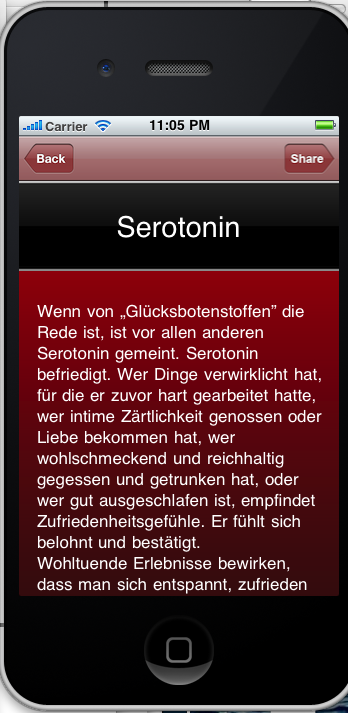 Carrier 11:05 PM
Back Share
Serotonin
Wenn von „Glücksbotenstoffen” die
Rede ist, ist vor allen anderen
Serotonin gemeint. Serotonin
befriedigt. Wer Dinge verwirklicht hat,
für die er zuvor hart gearbeitet hatte,
wer intime Zärtlichkeit genossen oder
Liebe bekommen hat, wer
wohlschmeckend und reichhaltig
gegessen und getrunken hat, oder
wer gut ausgeschlafen ist, empfindet
Zufriedenheitsgefühle. Er fühlt sich
belohnt und bestätigt.
Wohltuende Erlebnisse bewirken,
dass man sich entspannt, zufrieden